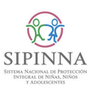 SIPINNA
SISTEMA NACIONAL DE PROTECCIÓN
INTEGRAL DE NIÑAS, NIÑOS
Y ADOLESCENTES